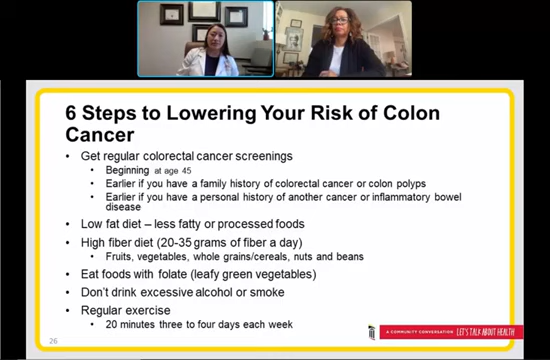 6 Steps to Lowering Your Risk of Colon
Cancer
• Get regular colorectal cancer screenings
• Beginning at age 45
• Earlier if you have a family history of colorectal cancer or colon polyps
• Earlier if you have a personal history of another cancer or inflammatory bowel
disease
• Low fat diet – less fatty or processed foods
• High fiber diet (20-35 grams of fiber a day)
• Fruits, vegetables, whole grains/cereals, nuts and beans
• Eat foods with folate (leafy green vegetables)
• Don't drink excessive alcohol or smoke
• Regular exercise
• 20 minutes three to four days each week
26
A COMMUNITY CONVERSATION LET'S TALK ABOUT HEALTH